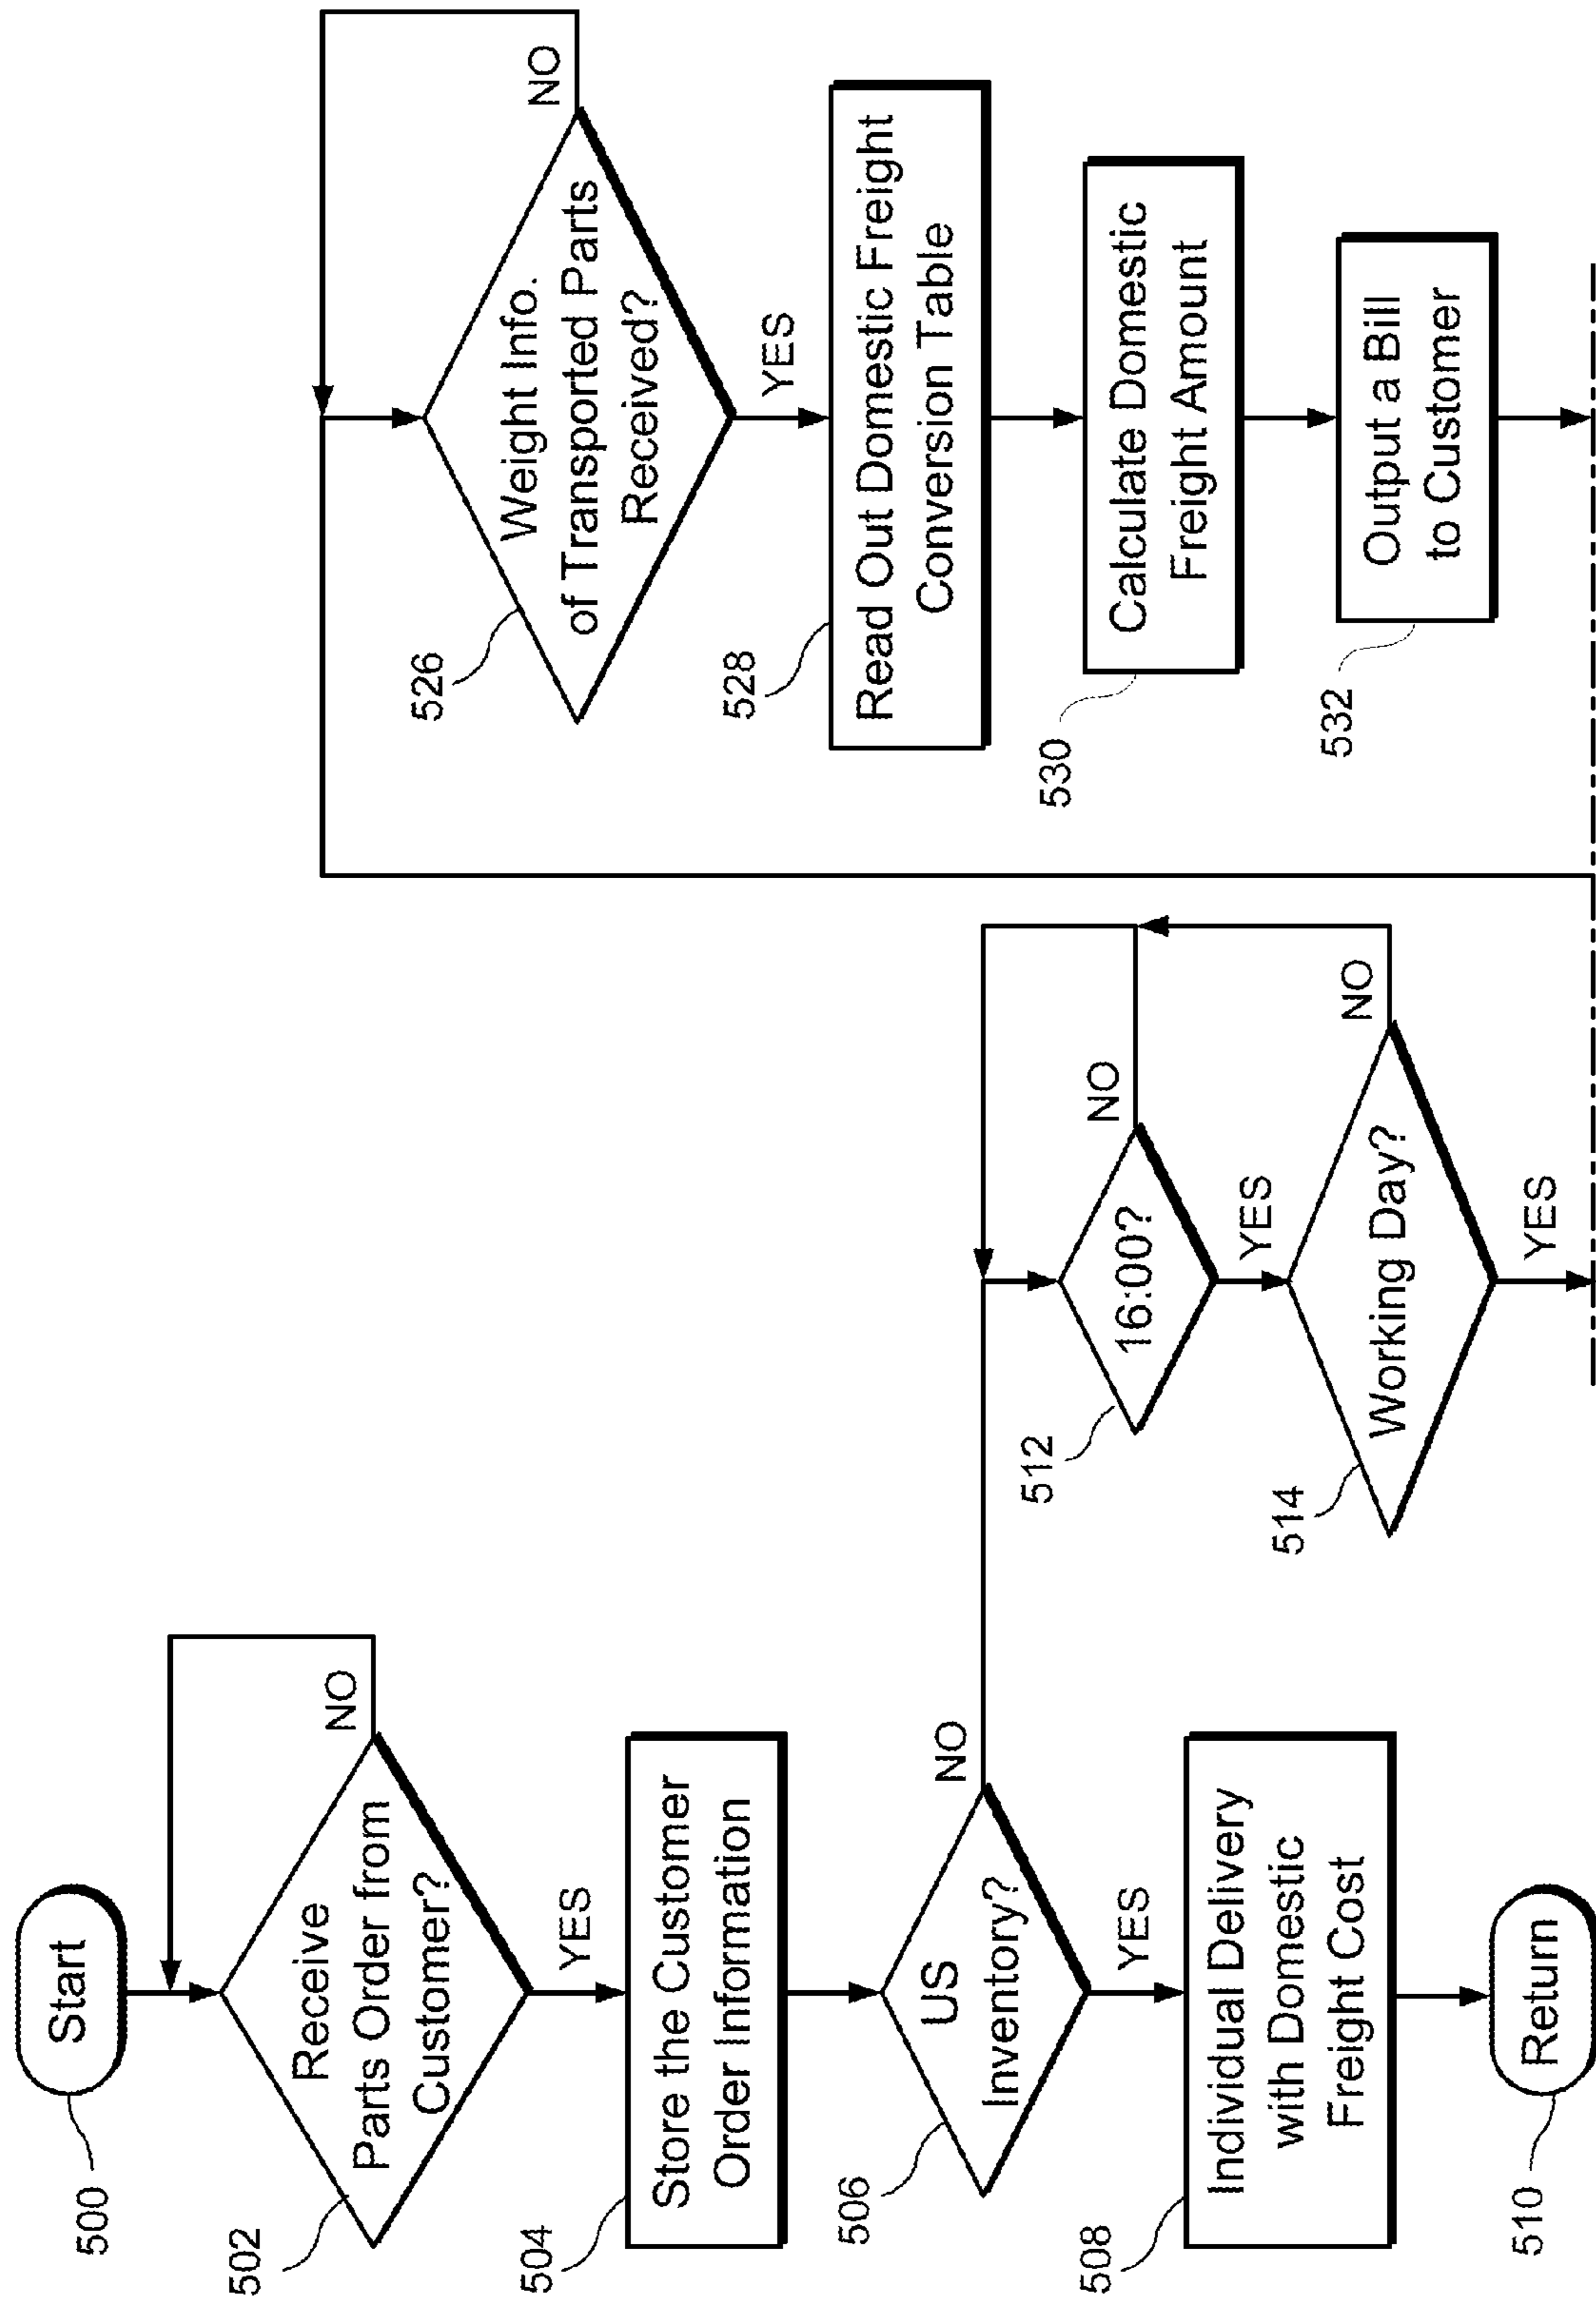 500
Start
502
Receive
Parts Order from
Customer?
NO
YES
504
Store the Customer
Order Information
506
US
Inventory?
NO
YES
508
Individual Delivery
with Domestic
Freight Cost
510
Return
512
16:00?
NO
YES
514
Working Day?
NO
YES
526
Weight Info.
of Transported Parts
Received?
NO
YES
528
Read Out Domestic Freight
Conversion Table
530
Calculate Domestic
Freight Amount
532
Output a Bill
to Customer